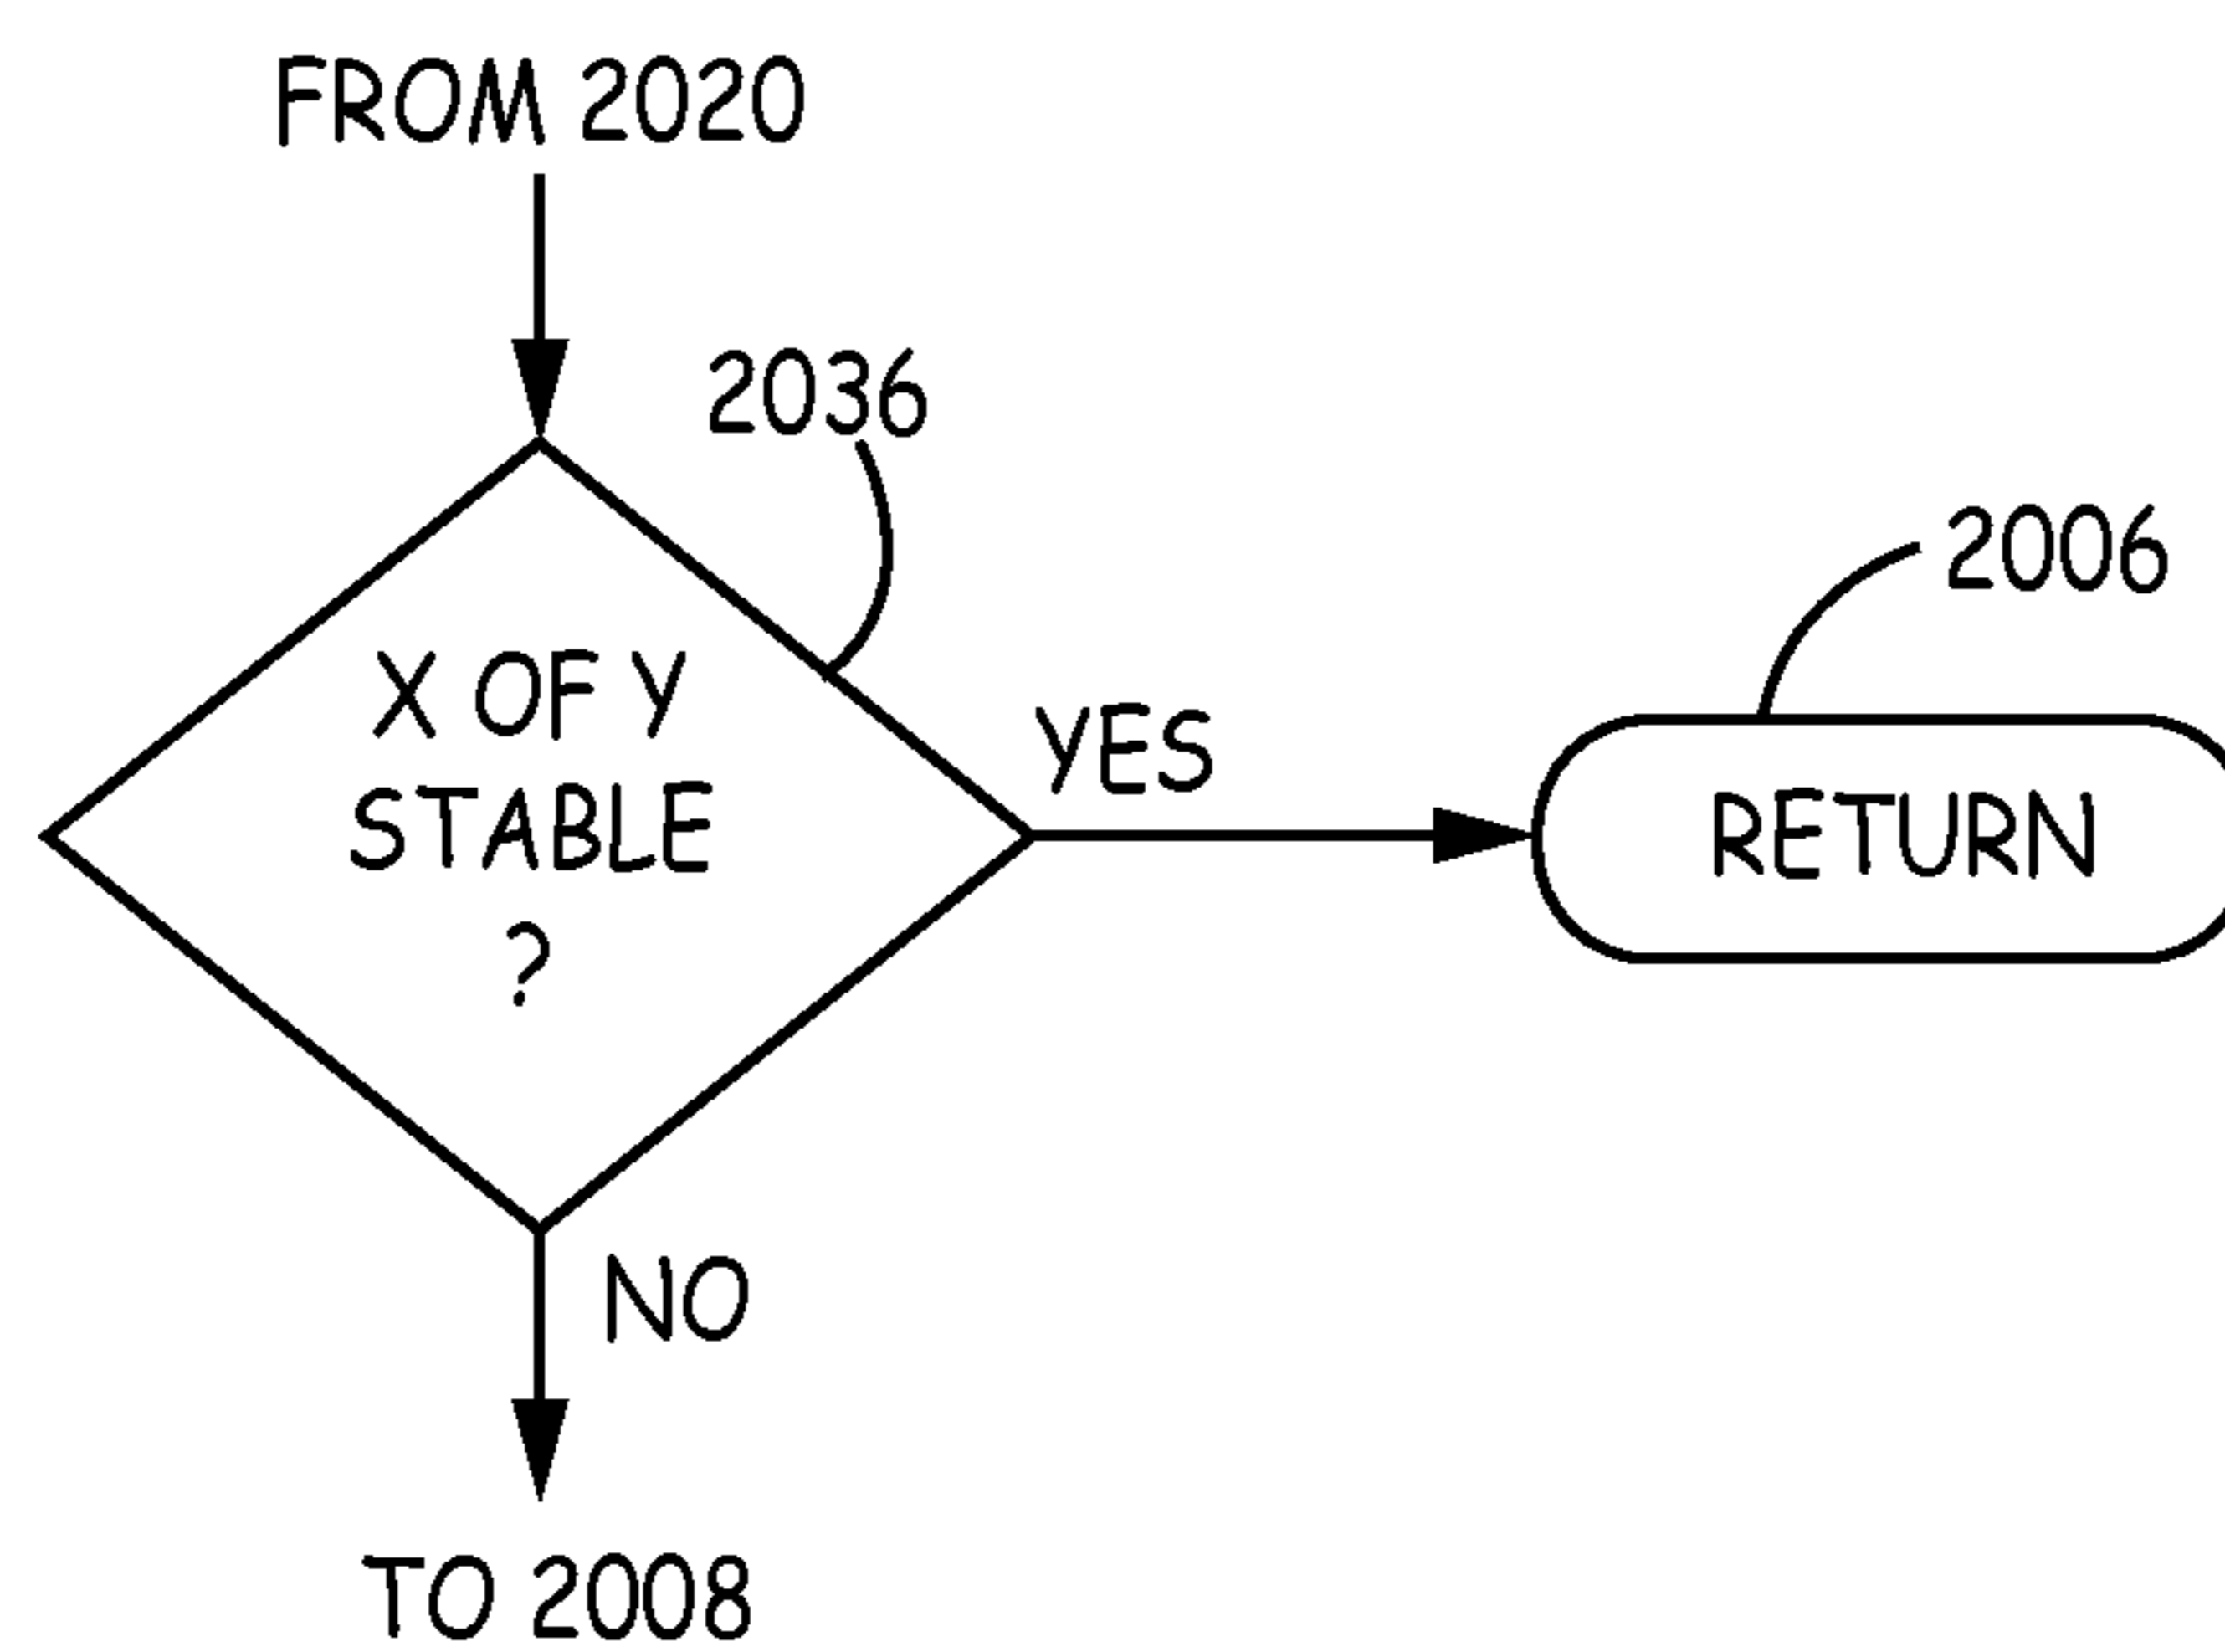 FROM 2020
2036
2006
X OF Y
STABLE
?
YES
RETURN
NO
TO 2008